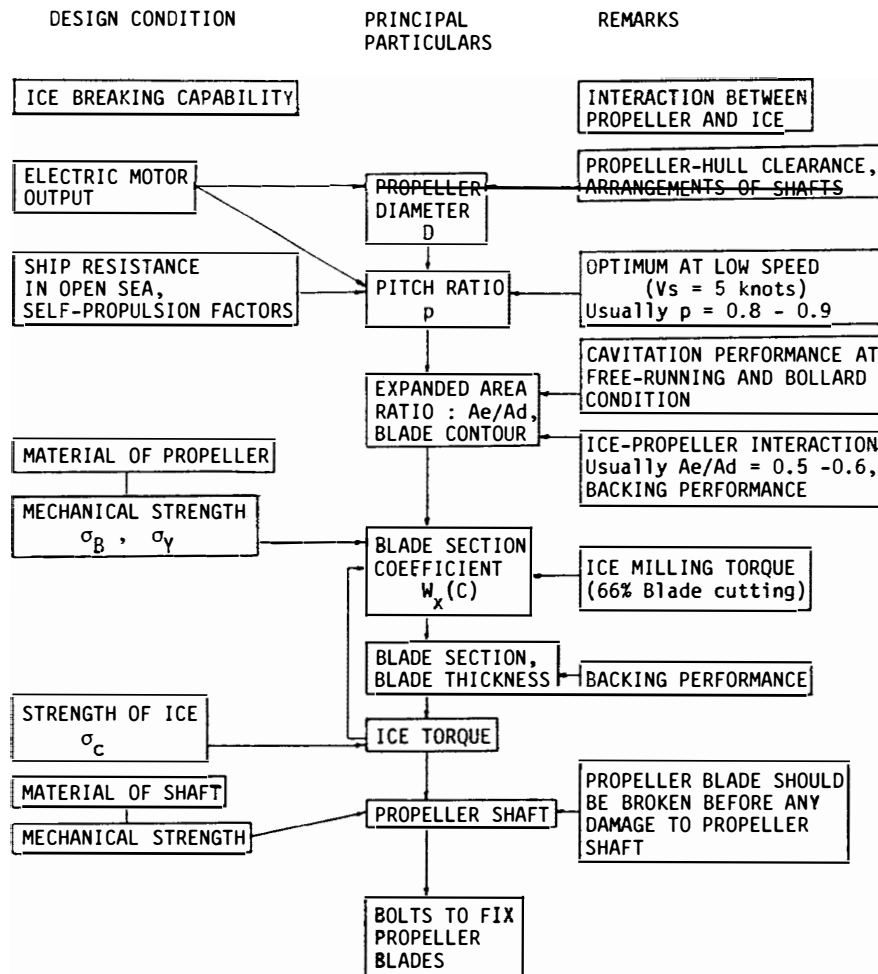 DESIGN CONDITION
PRINCIPAL
PARTICULARS
REMARKS
ICE BREAKING CAPABILITY
INTERACTION BETWEEN
PROPELLER AND ICE
ELECTRIC MOTOR
OUTPUT
PROPELLER
DIAMETER
D
PROPELLER-HULL CLEARANCE,
ARRANGEMENTS OF SHAFTS
SHIP RESISTANCE
IN OPEN SEA,
SELF-PROPULSION FACTORS
PITCH RATIO
p
OPTIMUM AT LOW SPEED
(Vs = 5 knots)
Usually p = 0.8 - 0.9
EXPANDED AREA
RATIO : Ae/Ad,
BLADE CONTOUR
CAVITATION PERFORMANCE AT
FREE-RUNNING AND BOLLARD
CONDITION
ICE-PROPELLER INTERACTION
Usually Ae/Ad = 0.5 -0.6,
BACKING PERFORMANCE
MATERIAL OF PROPELLER
MECHANICAL STRENGTH
σB , σY
BLADE SECTION
COEFFICIENT
Wx(C)
ICE MILLING TORQUE
(66% Blade cutting)
BLADE SECTION,
BLADE THICKNESS
BACKING PERFORMANCE
STRENGTH OF ICE
σc
ICE TORQUE
MATERIAL OF SHAFT
MECHANICAL STRENGTH
PROPELLER SHAFT
PROPELLER BLADE SHOULD
BE BROKEN BEFORE ANY
DAMAGE TO PROPELLER
SHAFT
BOLTS TO FIX
PROPELLER
BLADES